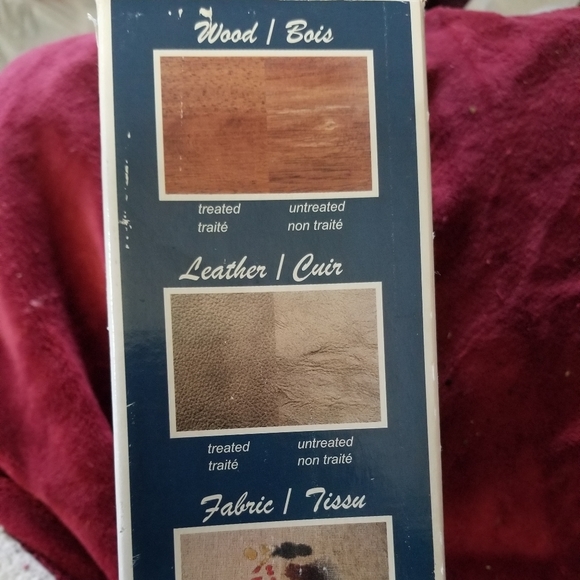 Wood / Bois
treated untreated
traité non traité
Leather / Cuir
treated untreated
traité non traité
Fabric / Tissu